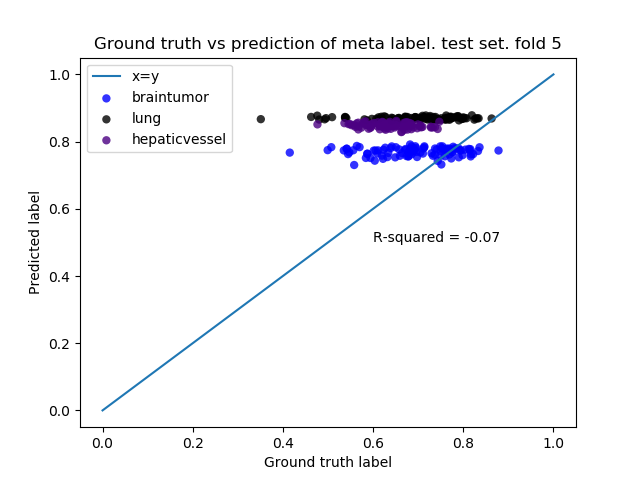 Ground truth vs prediction of meta label. test set. fold 5
x=y
braintumor
lung
hepaticvessel
R-squared = -0.07
Predicted label
1.0
0.8
0.6
0.4
0.2
0.0
0.0 0.2 0.4 0.6 0.8 1.0
Ground truth label